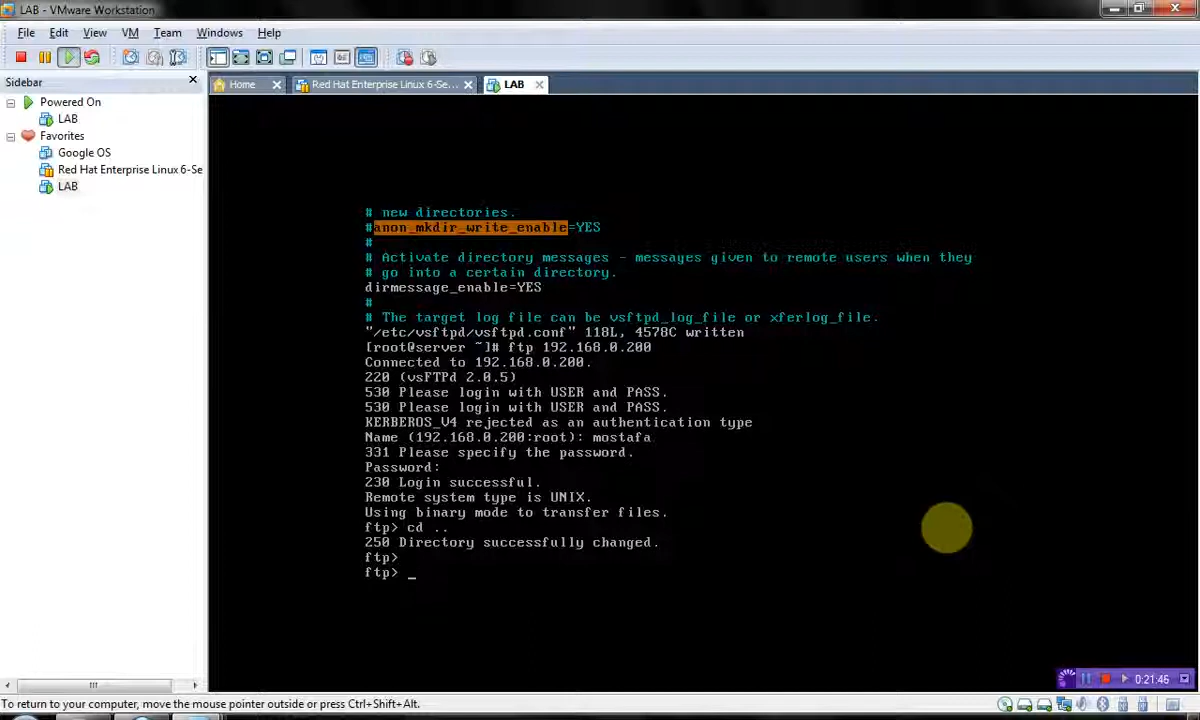 LAB - VMware Workstation
File Edit View VM Team Windows Help
Sidebar
Home
Red Hat Enterprise Linux 6-Se...
LAB
Powered On
LAB
Favorites
Google OS
Red Hat Enterprise Linux 6-Se
LAB
# new directories.
#anon_mkdir_write_enable=YES
#
# Activate directory messages - messages given to remote users when they
# go into a certain directory.
dirmessage_enable=YES
#
# The target log file can be vsftpd_log_file or xferlog_file.
"/etc/vsftpd/vsftpd.conf" 118L, 4578C written
[root@server ~]# ftp 192.168.0.200
Connected to 192.168.0.200.
220 (vsFTPd 2.0.5)
530 Please login with USER and PASS.
530 Please login with USER and PASS.
KERBEROS_V4 rejected as an authentication type
Name (192.168.0.200:root): mostafa
331 Please specify the password.
Password:
230 Login successful.
Remote system type is UNIX.
Using binary mode to transfer files.
ftp> cd ..
250 Directory successfully changed.
ftp>
ftp> _
0:21:45
To return to your computer, move the mouse pointer outside or press Ctrl+Shift+Alt.